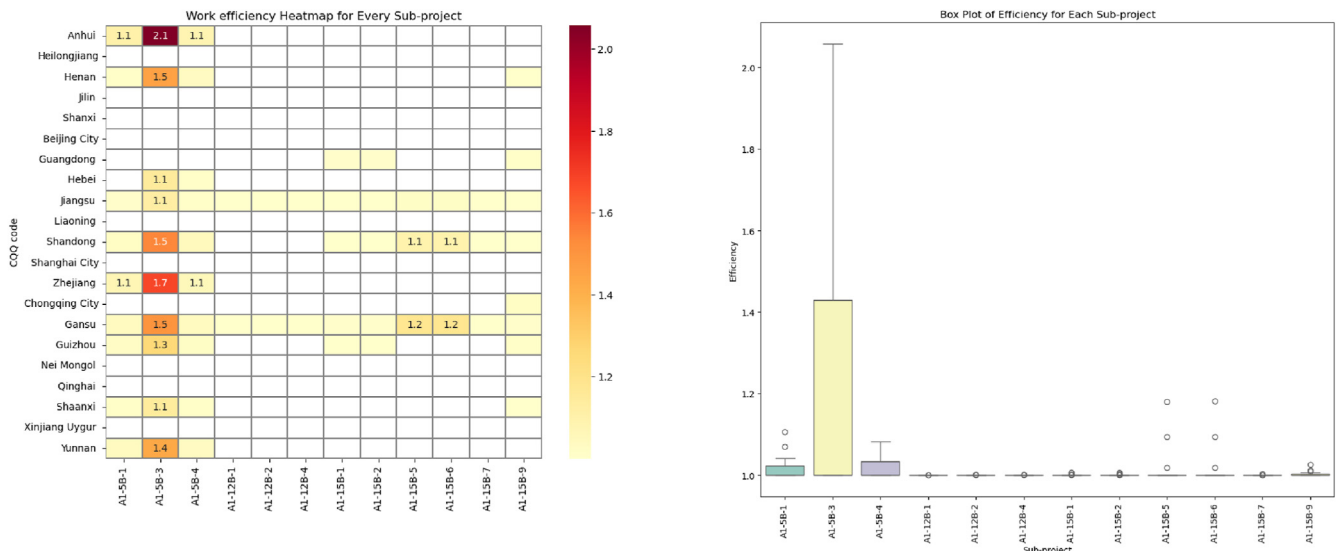 Work efficiency Heatmap for Every Sub-project
CQQ code
Anhui 1.1 2.1 1.1
Heilongjiang
Henan 1.5
Jilin
Shanxi
Beijing City
Guangdong
Hebei 1.1
Jiangsu 1.1
Liaoning
Shandong 1.5 1.1 1.1
Shanghai City
Zhejiang 1.1 1.7 1.1
Chongqing City
Gansu 1.5 1.2 1.2
Guizhou 1.3
Nei Mongol
Qinghai
Shaanxi 1.1
Xinjiang Uygur
Yunnan 1.4
A1-5B-1 A1-5B-3 A1-5B-4 A1-12B-1 A1-12B-2 A1-12B-4 A1-15B-1 A1-15B-2 A1-15B-5 A1-15B-6 A1-15B-7 A1-15B-9
2.0
1.8
1.6
1.4
1.2
Box Plot of Efficiency for Each Sub-project
Efficiency
2.0
1.8
1.6
1.4
1.2
1.0
A1-5B-1 A1-5B-3 A1-5B-4 A1-12B-1 A1-12B-2 A1-12B-4 A1-15B-1 A1-15B-2 A1-15B-5 A1-15B-6 A1-15B-7 A1-15B-9
Sub-project